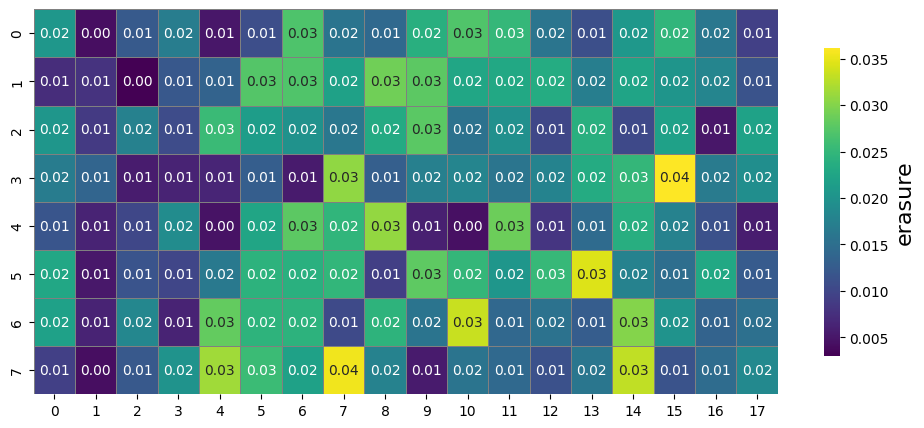 0 0.02 0.00 0.01 0.02 0.01 0.01 0.03 0.02 0.01 0.02 0.03 0.03 0.02 0.01 0.02 0.02 0.02 0.01
1 0.01 0.01 0.00 0.01 0.01 0.03 0.03 0.02 0.03 0.03 0.02 0.02 0.02 0.02 0.02 0.02 0.02 0.01
2 0.02 0.01 0.02 0.01 0.03 0.02 0.02 0.02 0.02 0.03 0.02 0.02 0.01 0.02 0.01 0.02 0.01 0.02
3 0.02 0.01 0.01 0.01 0.01 0.01 0.01 0.03 0.01 0.02 0.02 0.02 0.02 0.02 0.03 0.04 0.02 0.02
4 0.01 0.01 0.01 0.02 0.00 0.02 0.03 0.02 0.03 0.01 0.00 0.03 0.01 0.01 0.02 0.02 0.01 0.01
5 0.02 0.01 0.01 0.01 0.02 0.02 0.02 0.02 0.01 0.03 0.02 0.02 0.03 0.03 0.02 0.01 0.02 0.01
6 0.02 0.01 0.02 0.01 0.03 0.02 0.02 0.01 0.02 0.02 0.03 0.01 0.02 0.01 0.03 0.02 0.01 0.02
7 0.01 0.00 0.01 0.02 0.03 0.03 0.02 0.04 0.02 0.01 0.02 0.01 0.01 0.02 0.03 0.01 0.01 0.02
0 1 2 3 4 5 6 7 8 9 10 11 12 13 14 15 16 17
0.035
0.030
0.025
0.020
0.015
0.010
0.005
erasure